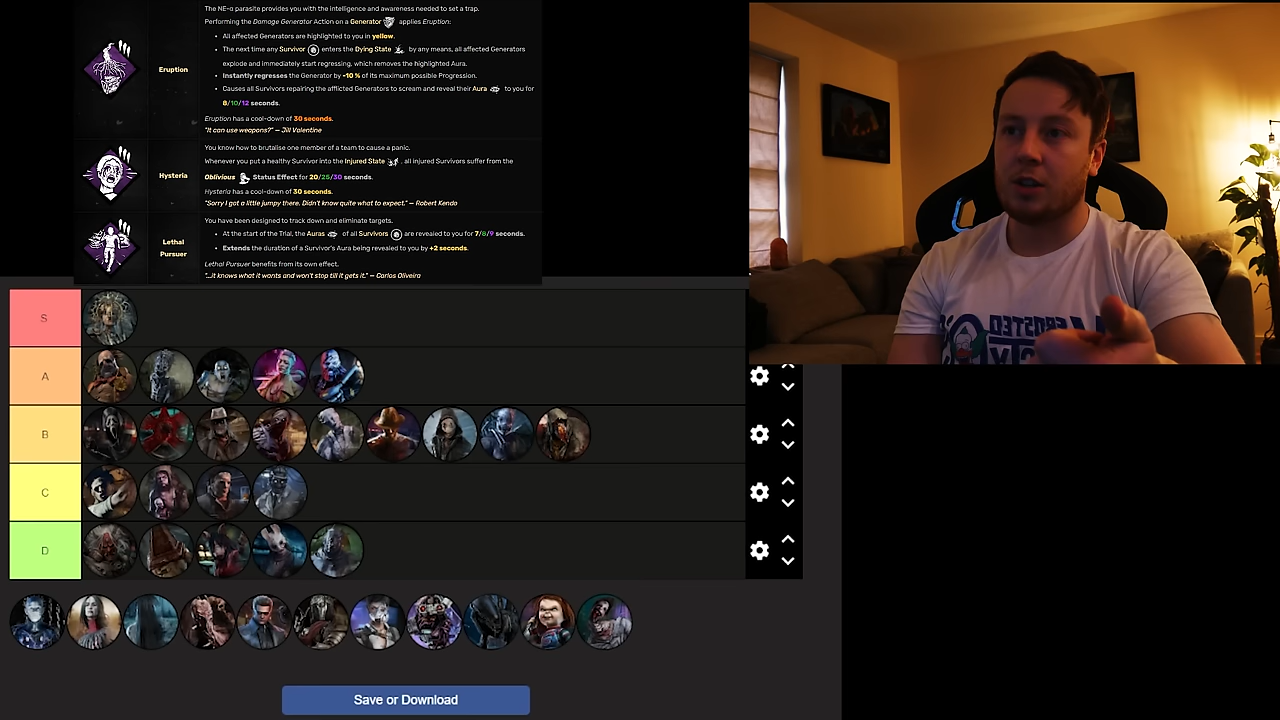 The NE-α parasite provides you with the intelligence and awareness needed to set a trap.
Performing the Damage Generator Action on a Generator applies Eruption:
• All affected Generators are highlighted to you in yellow.
• The next time any Survivor enters the Dying State by any means, all affected Generators
explode and immediately start regressing, which removes the highlighted Aura.
Eruption
• Instantly regresses the Generator by -10 % of its maximum possible Progression.
• Causes all Survivors repairing the afflicted Generators to scream and reveal their Aura to you for
8/10/12 seconds.
Eruption has a cool-down of 30 seconds.
"It can use weapons?" — Jill Valentine
You know how to brutalise one member of a team to cause a panic.
Whenever you put a healthy Survivor into the Injured State , all injured Survivors suffer from the
Hysteria
Oblivious Status Effect for 20/25/30 seconds.
Hysteria has a cool-down of 30 seconds.
"Sorry I got a little jumpy there. Didn't know quite what to expect." — Robert Kendo
You have been designed to track down and eliminate targets.
• At the start of the Trial, the Auras of all Survivors are revealed to you for 7/8/9 seconds.
Lethal
Pursuer
• Extends the duration of a Survivor's Aura being revealed to you by +2 seconds.
Lethal Pursuer benefits from its own effect.
"...it knows what it wants and won't stop till it gets it." — Carlos Oliveira
S
A
B
C
D
Save or Download